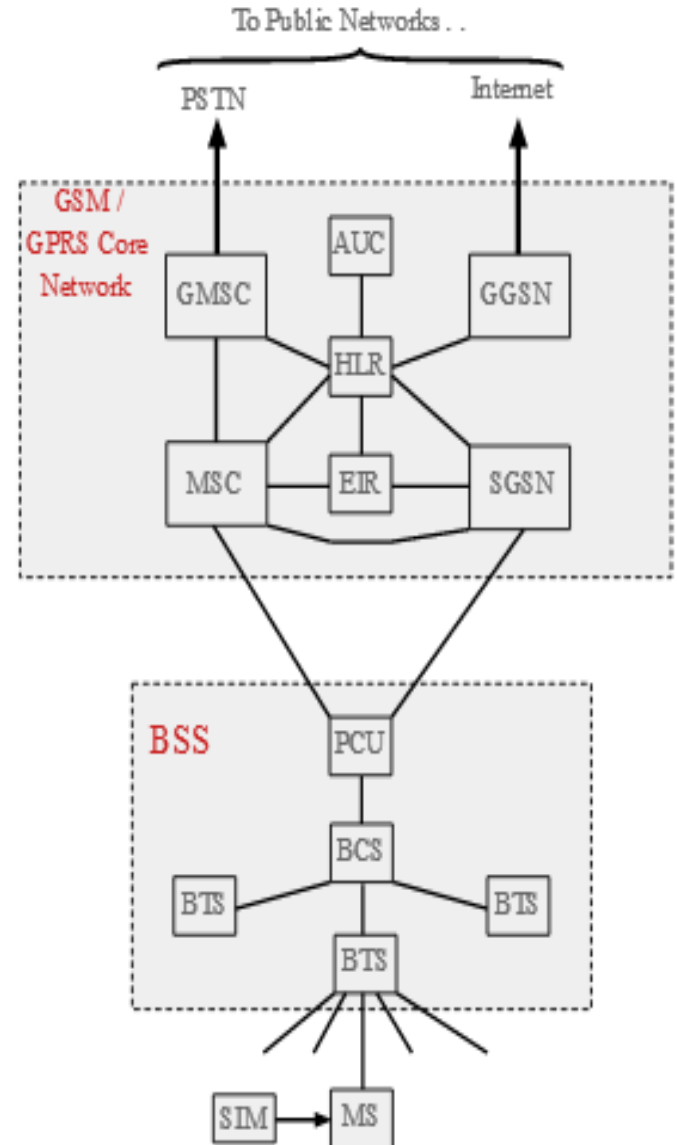 To Public Networks . .
PSTN
Internet
GSM /
GPRS Core
Network
AUC
GMSC
GGSN
HLR
MSC
EIR
SGSN
BSS
PCU
BCS
BTS
BTS
BTS
SIM
MS